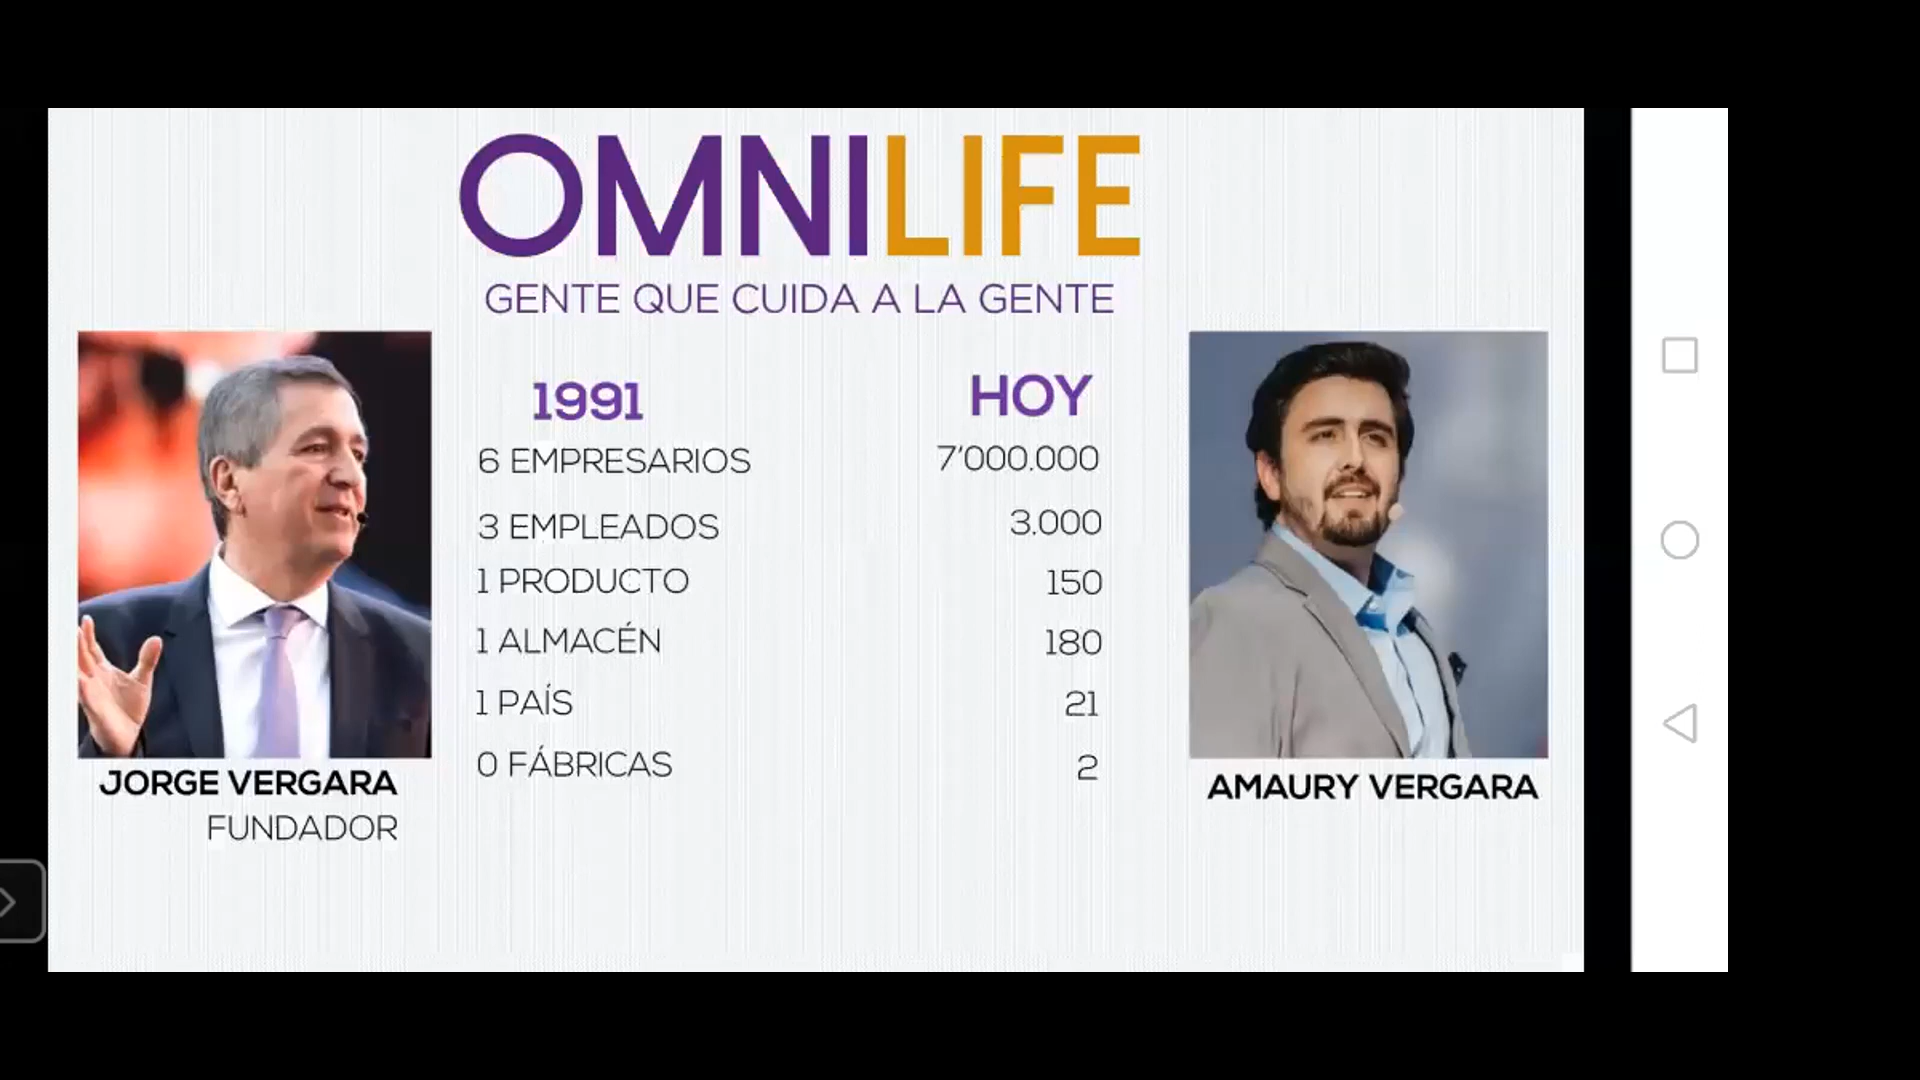 OMNILIFE
GENTE QUE CUIDA A LA GENTE
1991 HOY
6 EMPRESARIOS 7'000.000
3 EMPLEADOS 3.000
1 PRODUCTO 150
1 ALMACÉN 180
1 PAÍS 21
0 FÁBRICAS 2
JORGE VERGARA
FUNDADOR
AMAURY VERGARA